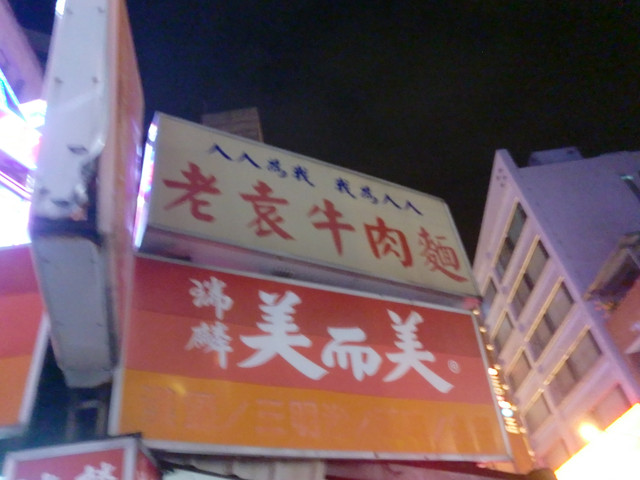 人人為我 我為人人
老袁牛肉麵
瑞麟
美而美